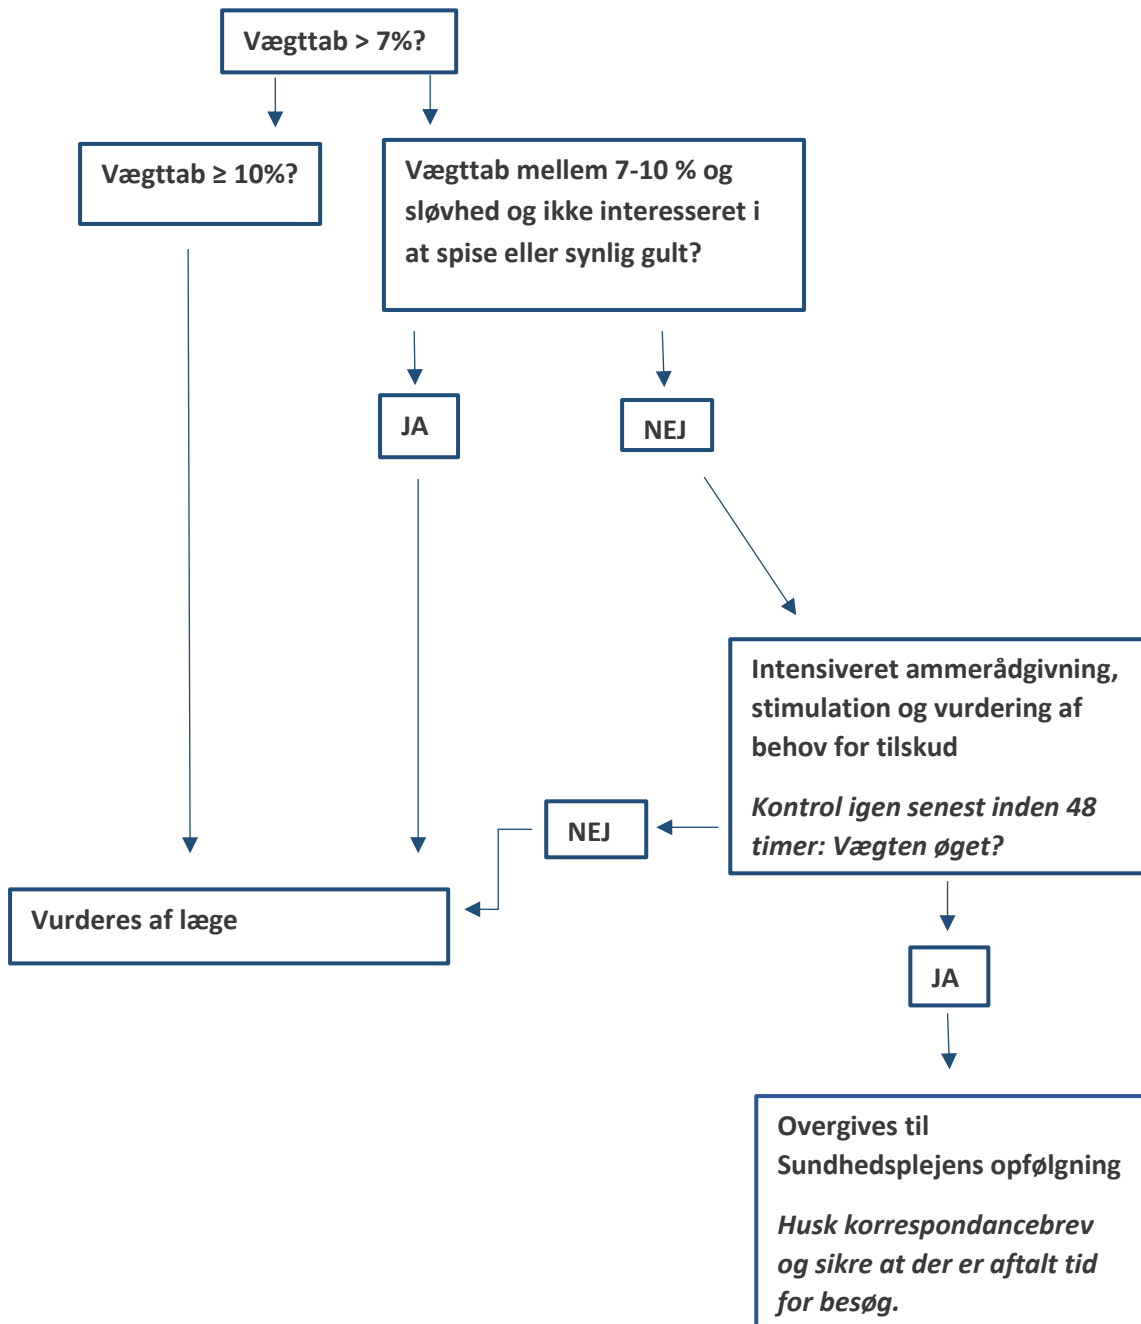 Vægttab > 7%?
Vægttab ≥ 10%?
Vægttab mellem 7-10 % og
sløvhed og ikke interesseret i
at spise eller synlig gult?
JA
NEJ
Intensiveret ammerådgivning,
stimulation og vurdering af
behov for tilskud
Kontrol igen senest inden 48
timer: Vægten øget?
NEJ
Vurderes af læge
JA
Overgives til
Sundhedsplejens opfølgning
Husk korrespondancebrev
og sikre at der er aftalt tid
for besøg.